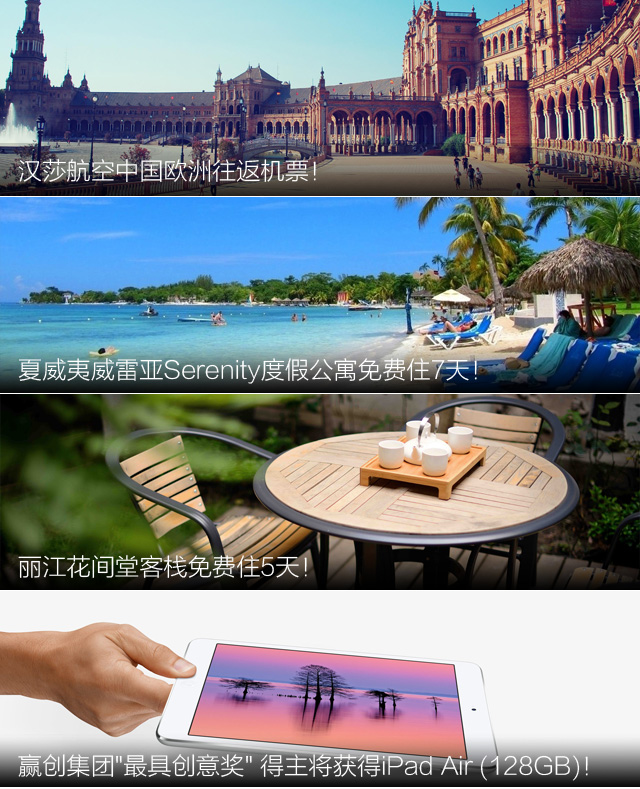 汉莎航空中国欧洲往返机票!
夏威夷威雷亚Serenity度假公寓免费住7天!
丽江花间堂客栈免费住5天!
赢创集团"最具创意奖" 得主将获得iPad Air (128GB)!